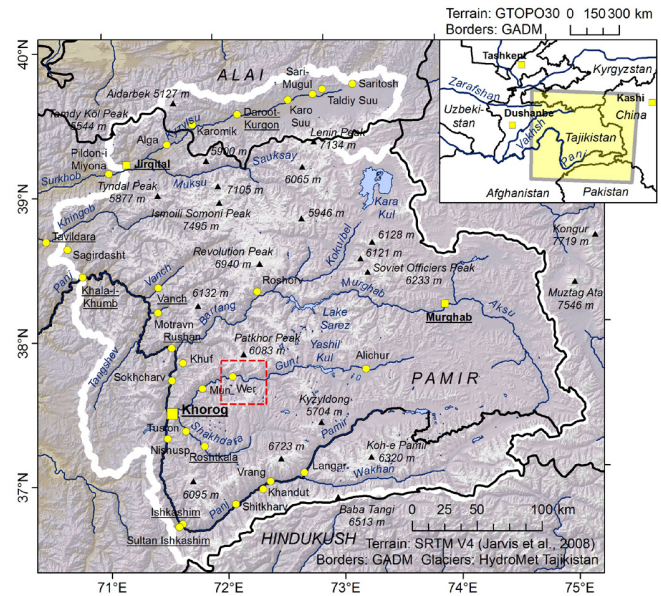 Terrain: GTOPO30
Borders: GADM
0 150 300 km
40°N
39°N
38°N
37°N
Tashkent
Kyrgyzstan
Zarafshan
Kashi
Uzbeki-
stan
Dushanbe
China
Vakhsh
Tajikistan
Panj
Afghanistan
Pakistan
ALAI
Sari-
Mugul
Saritosh
Aidarbek 5127 m
Taldiy Suu
Tamdy Köl Peak
5544 m
Daroot-
Kurgon
Karo
Suu
Kyzylsu
Karomik
Lenin Peak
7134 m
Alga
Pildon-i
Miyona
Jirgital
5900 m
Sauksay
Surkhob
Muksu
6065 m
Tyndal Peak
5877 m
7105 m
Kara
Kul
Khingob
Ismoili Somoni Peak
7495 m
5946 m
Tavildara
Kongur
7719 m
Sagirdasht
6128 m
Kokuibel
6121 m
Revolution Peak
6940 m
Soviet Officiers Peak
6233 m
Panj
Khala-i-
Khumb
Vanch
Roshorv
Murghab
Muztag Ata
7546 m
Vanch
6132 m
Bartang
Aksu
Motravn
Lake
Sarez
Murghab
Rushan
Patkhor Peak
6083 m
Yashil
Kul
Tangshev
Khuf
Gunt
Alichur
Sokhcharv
PAMIR
Mun
Wer
Kyzyldong
5704 m
Khorog
Pamir
Tusion
Shakhdara
Nishusp
Roshtkala
6723 m
Koh-e Pamir
6320 m
Vrang
Langar
Wakhan
6095 m
Khandut
Panj
Shitkharv
Baba Tangi
6513 m
Ishkashim
Sultan Ishkashim
HINDUKUSH
0 25 50 100 km
Terrain: SRTM V4 (Jarvis et al., 2008)
Borders: GADM Glaciers: HydroMet Tajikistan
71°E
72°E
73°E
74°E
75°E